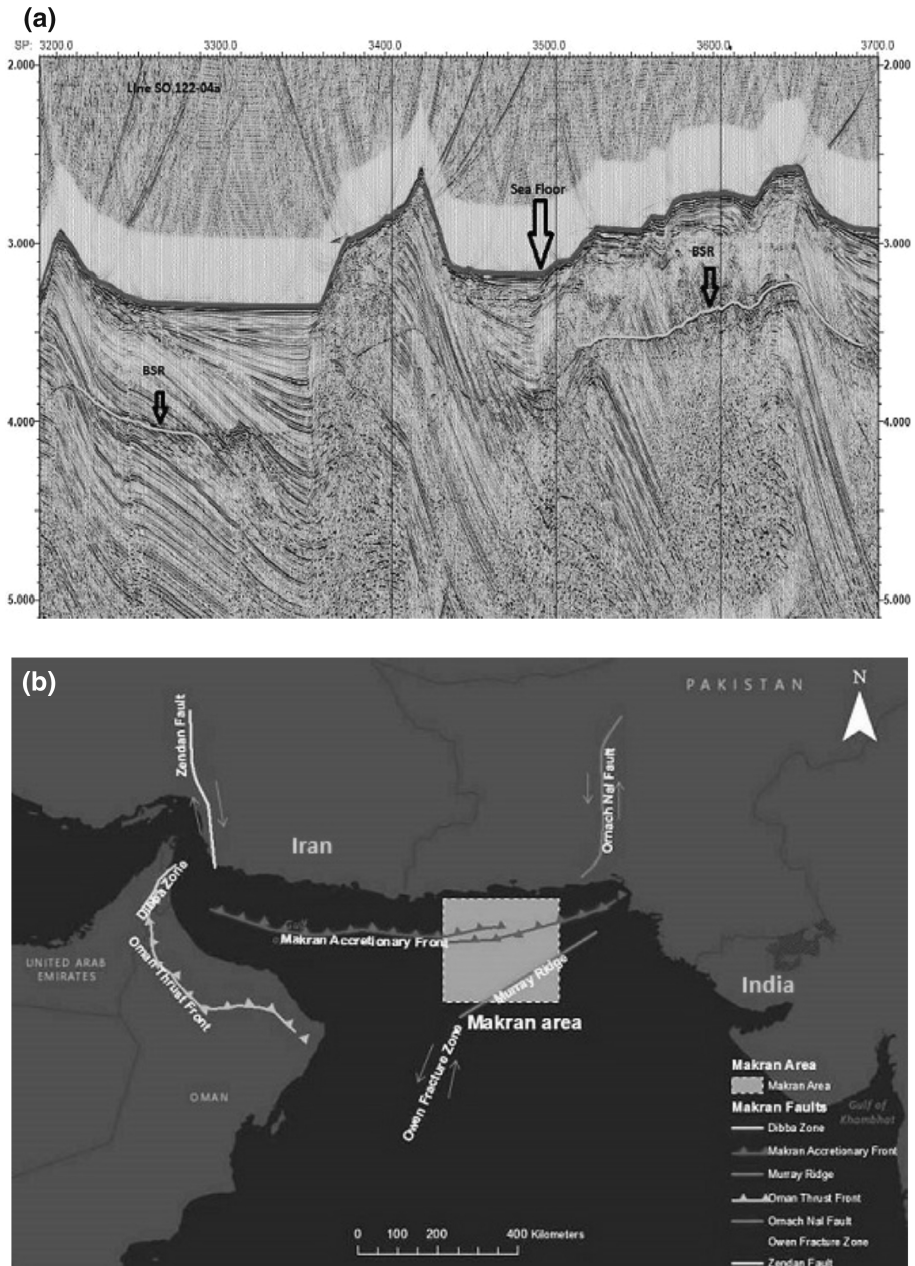 (a)
SP: 3200.0 3300.0 3400.0 3500.0 3600.0 3700.0
2.000 2.000
Line SO,122-04a
Sea Floor
3.000 3.000
BSR
BSR
4.000 4.000
5.000 5.000
(b)
PAKISTAN
N
Zendan Fault
Ornach Nal Fault
Iran
Dibba Zone
Makran Accretionary Front
UNITED ARAB
EMIRATES
Oman Thrust Front
Murray Ridge
India
Makran area
Owen Fracture Zone
OMAN
Makran Area
Makran Area
Makran Faults
Gulf of
Khambhat
Dibba Zone
Makran Accretionary Front
Murray Ridge
Oman Thrust Front
Ornach Nal Fault
Owen Fracture Zone
Zendan Fault
0 100 200 400 Kilometers